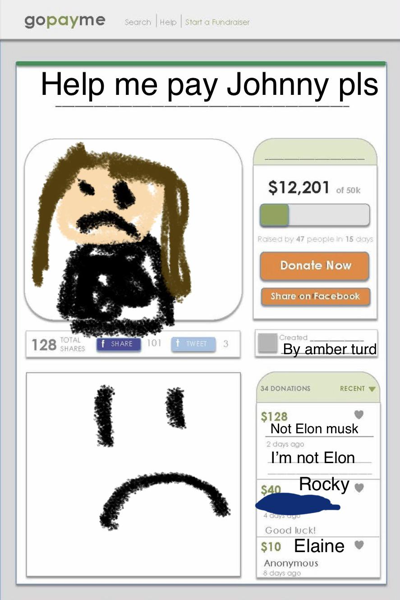 gopayme Search Help Start a Fundraiser
Help me pay Johnny pls
$12,201 of 50k
Raised by 47 people in 15 days
Donate Now
Share on Facebook
128 TOTAL SHARES f SHARE 101 f TWEET 3
Created
By amber turd
34 DONATIONS RECENT
$128
Not Elon musk
2 days ago
I'm not Elon
Rocky
$40
4 days ago
Good luck!
$10 Elaine
Anonymous
8 days ago